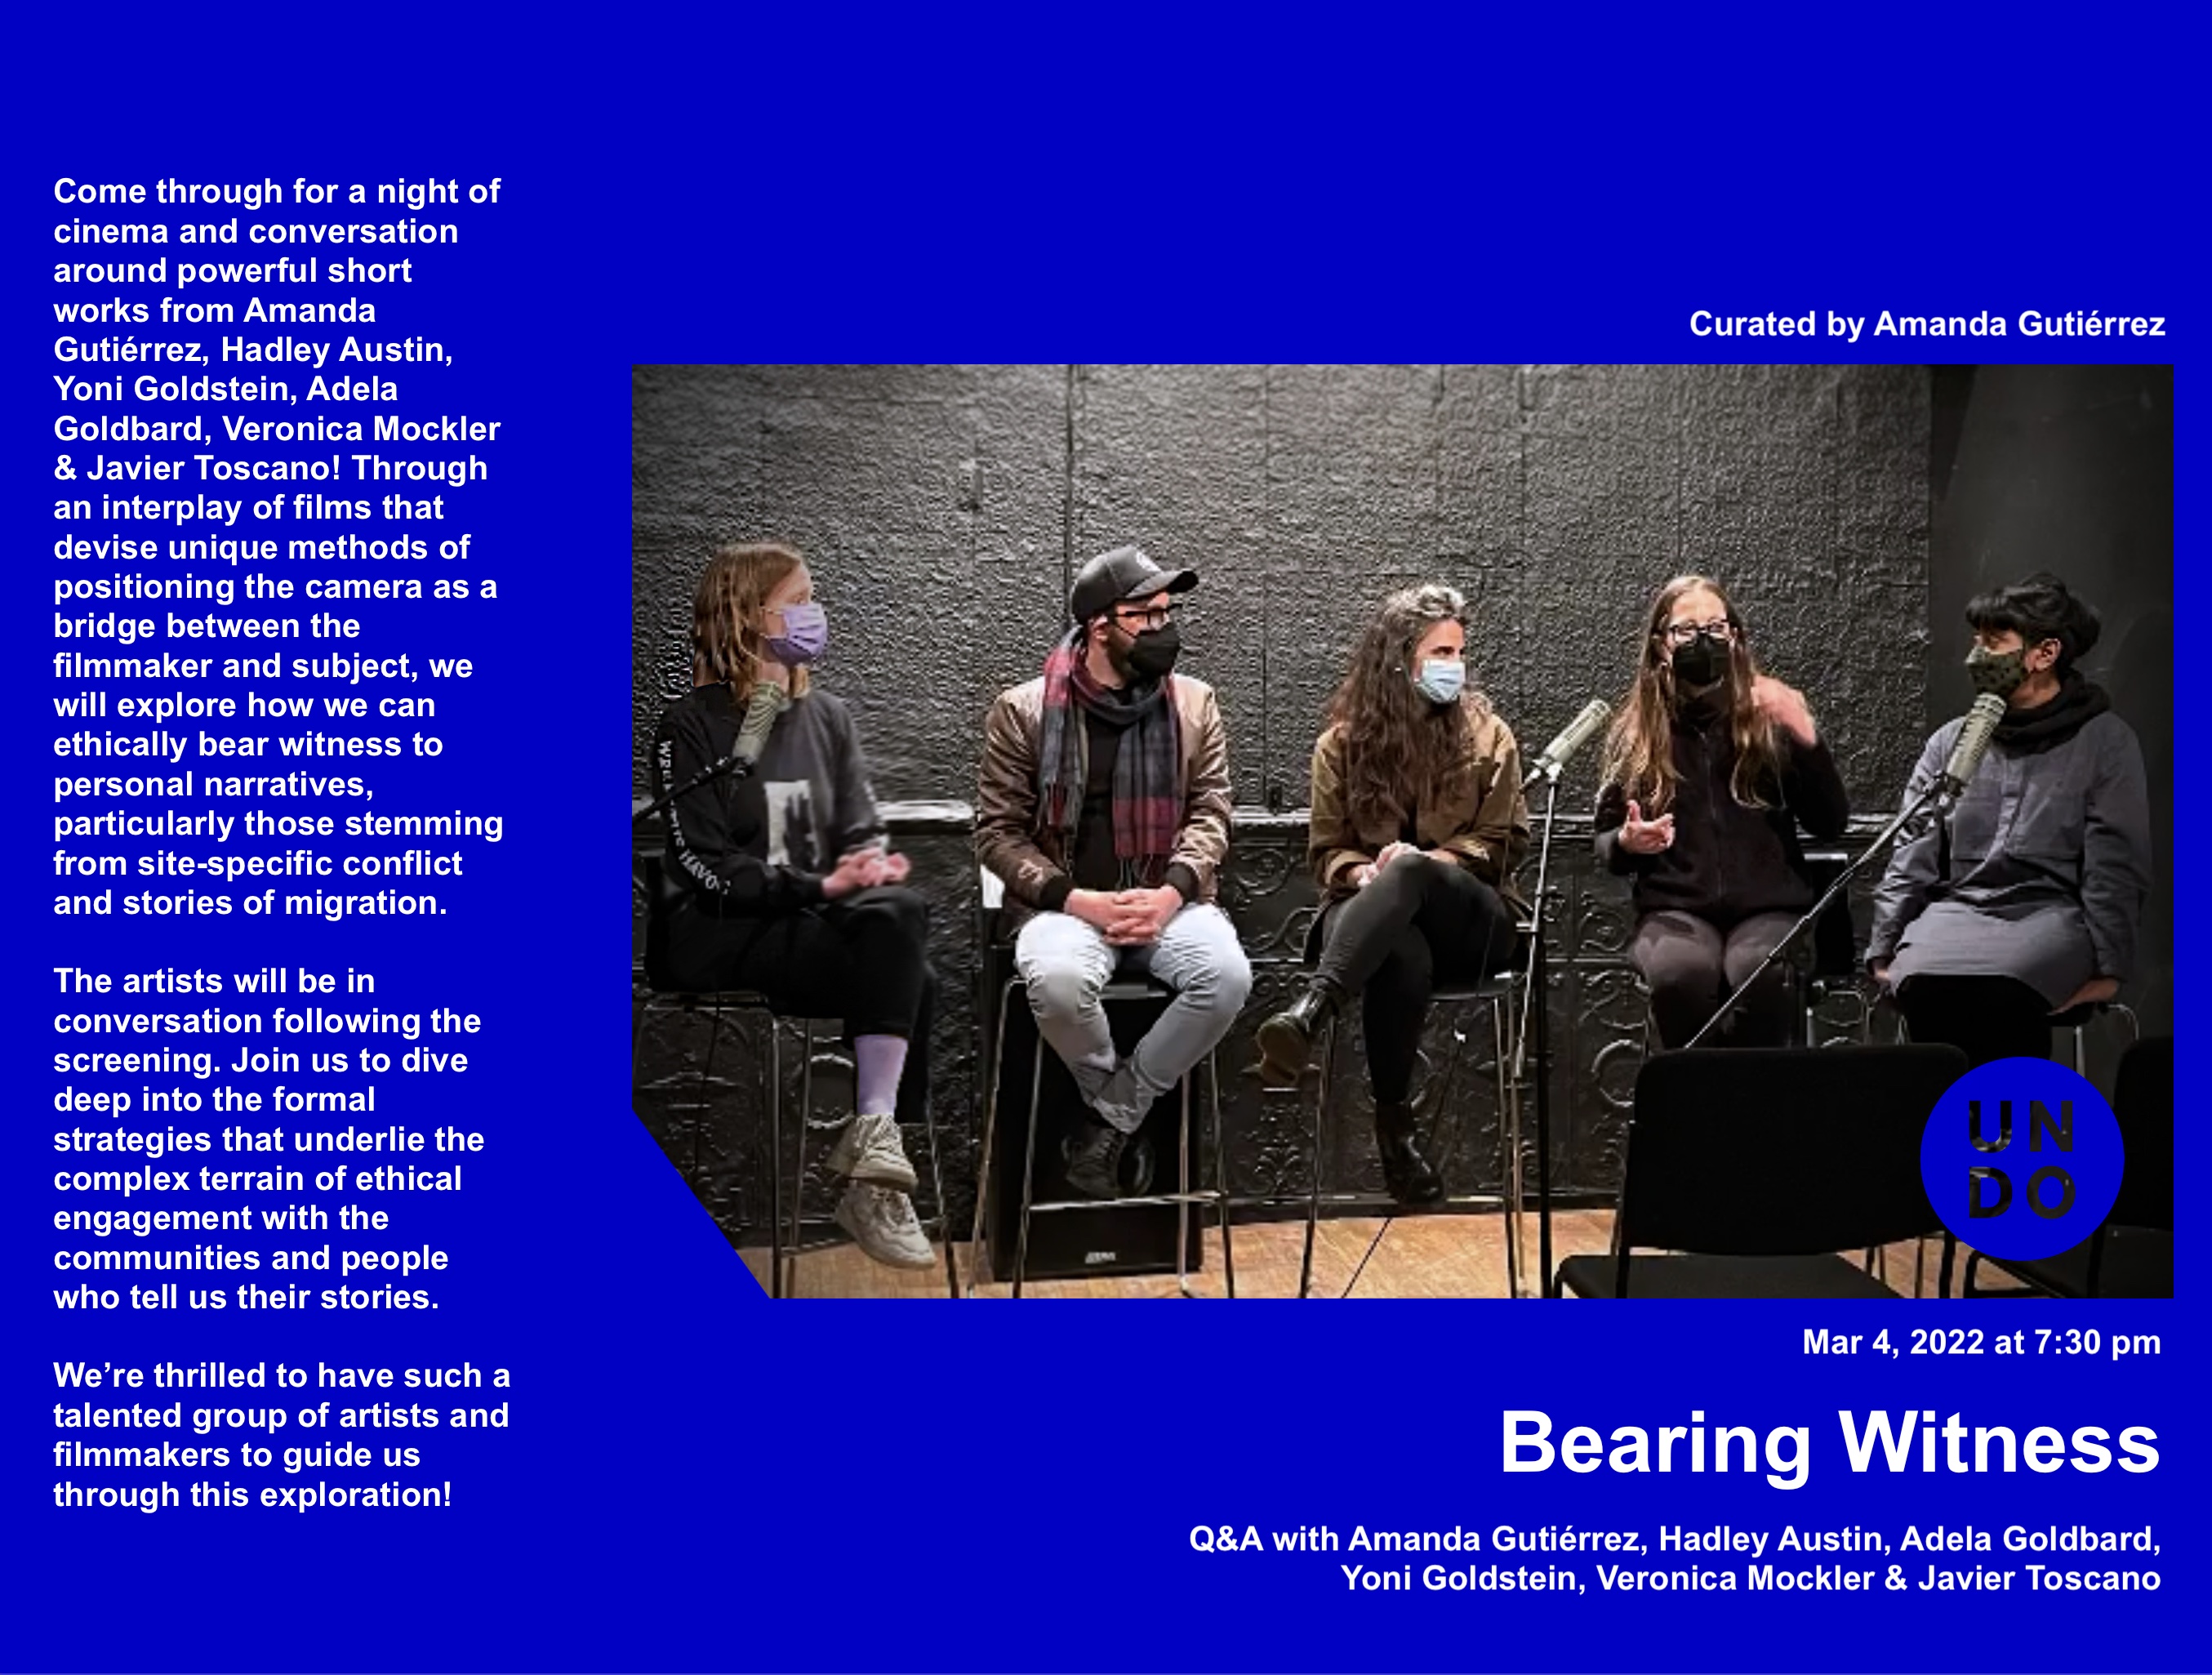 Come through for a night of
cinema and conversation
around powerful short
works from Amanda
Gutiérrez, Hadley Austin,
Yoni Goldstein, Adela
Goldbard, Veronica Mockler
& Javier Toscano! Through
an interplay of films that
devise unique methods of
positioning the camera as a
bridge between the
filmmaker and subject, we
will explore how we can
ethically bear witness to
personal narratives,
particularly those stemming
from site-specific conflict
and stories of migration.
The artists will be in
conversation following the
screening. Join us to dive
deep into the formal
strategies that underlie the
complex terrain of ethical
engagement with the
communities and people
who tell us their stories.
We’re thrilled to have such a
talented group of artists and
filmmakers to guide us
through this exploration!
Curated by Amanda Gutiérrez
UN
DO
Mar 4, 2022 at 7:30 pm
Bearing Witness
Q&A with Amanda Gutiérrez, Hadley Austin, Adela Goldbard,
Yoni Goldstein, Veronica Mockler & Javier Toscano